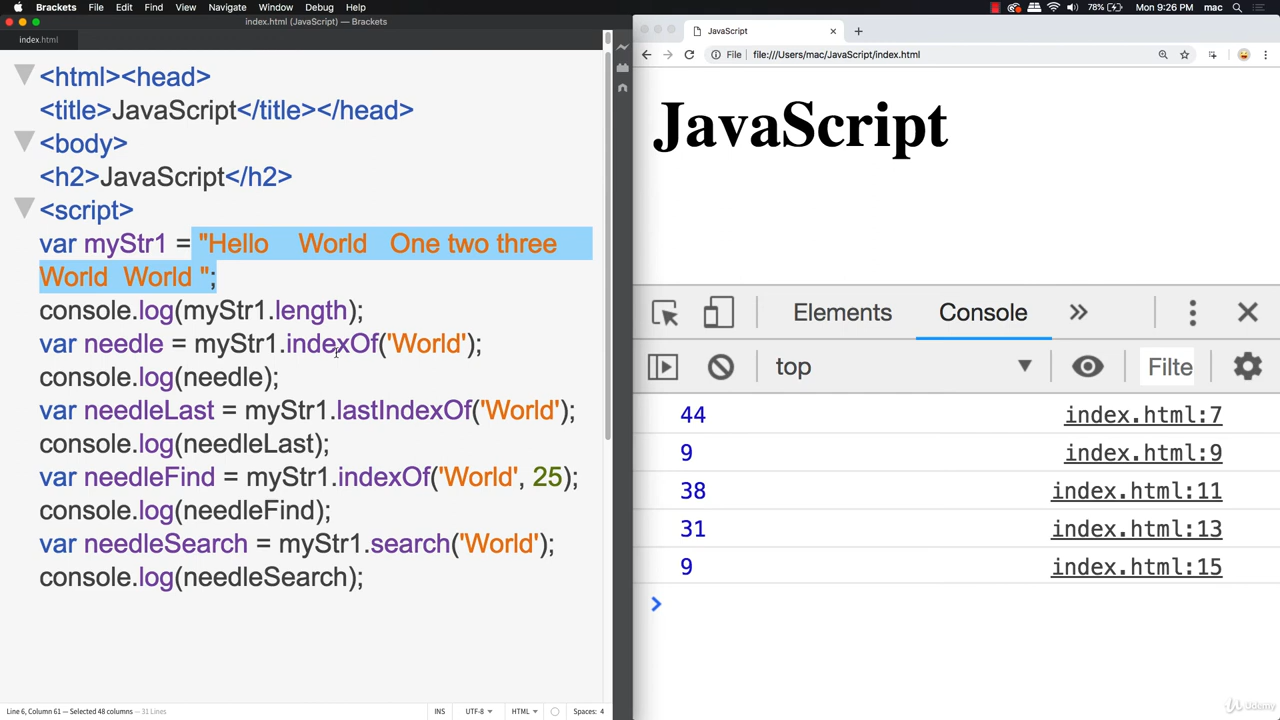 Brackets File Edit Find View Navigate Window Debug Help 78% Mon 9:26 PM mac
index.html (JavaScript) — Brackets
index.html
<html><head>
<title>JavaScript</title></head>
<body>
<h2>JavaScript</h2>
<script>
var myStr1 = "Hello    World   One two three
World  World ";
console.log(myStr1.length);
var needle = myStr1.indexOf('World');
console.log(needle);
var needleLast = myStr1.lastIndexOf('World');
console.log(needleLast);
var needleFind = myStr1.indexOf('World', 25);
console.log(needleFind);
var needleSearch = myStr1.search('World');
console.log(needleSearch);
Line 6, Column 61 — Selected 48 columns — 31 Lines
INS UTF-8 HTML Spaces: 4
JavaScript
File file:///Users/mac/JavaScript/index.html
JavaScript
Elements Console »
top Filte
44 index.html:7
9 index.html:9
38 index.html:11
31 index.html:13
9 index.html:15
Udemy